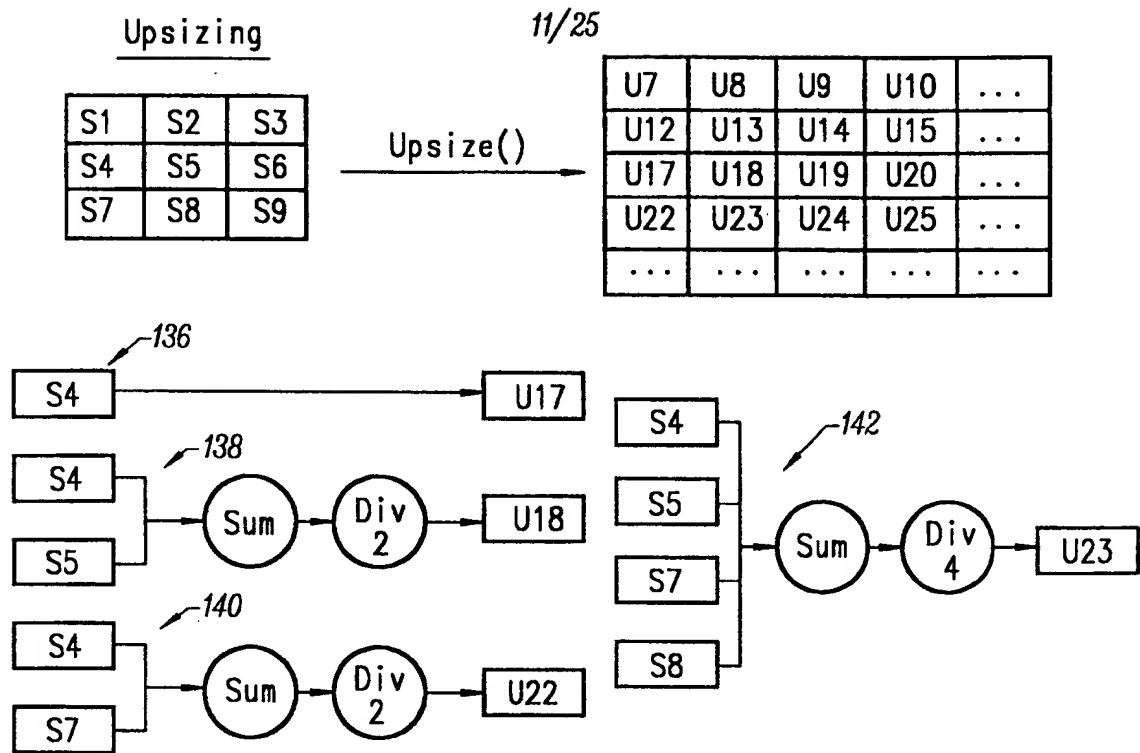 Upsizing
11/25
S1 S2 S3
S4 S5 S6
S7 S8 S9
Upsize()
U7 U8 U9 U10 ...
U12 U13 U14 U15 ...
U17 U18 U19 U20 ...
U22 U23 U24 U25 ...
... ... ... ... ...
136
S4 U17
138
S4
S5
Sum Div 2 U18
140
S4
S7
Sum Div 2 U22
142
S4
S5
S7
S8
Sum Div 4 U23